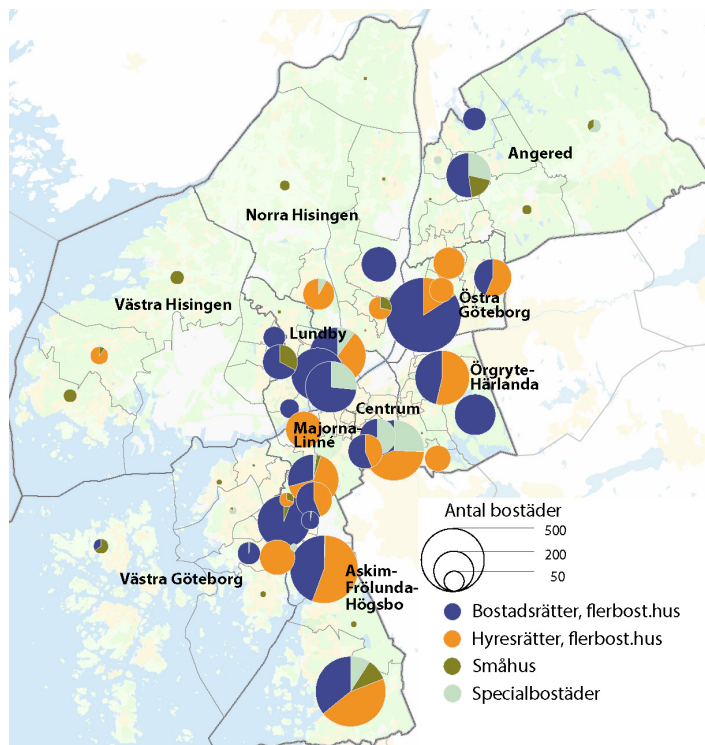 Angered
Norra Hisingen
Västra Hisingen
Östra
Göteborg
Lundby
Örgryte-
Härlanda
Centrum
Majorna-
Linné
Västra Göteborg
Askim-
Frölunda-
Högsbo
Antal bostäder
500
200
50
Bostadsrätter, flerbost.hus
Hyresrätter, flerbost.hus
Småhus
Specialbostäder